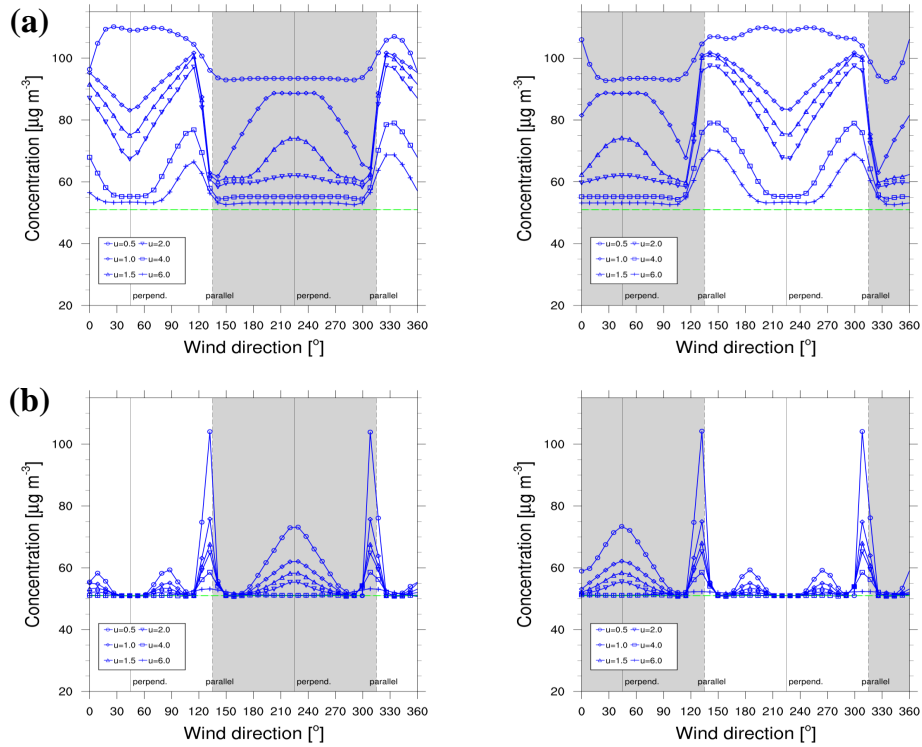 (a)
Concentration [µg m-3]
100
80
60
40
20
u=0.5 u=2.0
u=1.0 u=4.0
u=1.5 u=6.0
perpend. parallel perpend. parallel
0 30 60 90 120 150 180 210 240 270 300 330 360
Wind direction [o]
Concentration [µg m-3]
100
80
60
40
20
u=0.5 u=2.0
u=1.0 u=4.0
u=1.5 u=6.0
perpend. parallel perpend. parallel
0 30 60 90 120 150 180 210 240 270 300 330 360
Wind direction [o]
(b)
Concentration [µg m-3]
100
80
60
40
20
u=0.5 u=2.0
u=1.0 u=4.0
u=1.5 u=6.0
perpend. parallel perpend. parallel
0 30 60 90 120 150 180 210 240 270 300 330 360
Wind direction [o]
Concentration [µg m-3]
100
80
60
40
20
u=0.5 u=2.0
u=1.0 u=4.0
u=1.5 u=6.0
perpend. parallel perpend. parallel
0 30 60 90 120 150 180 210 240 270 300 330 360
Wind direction [o]